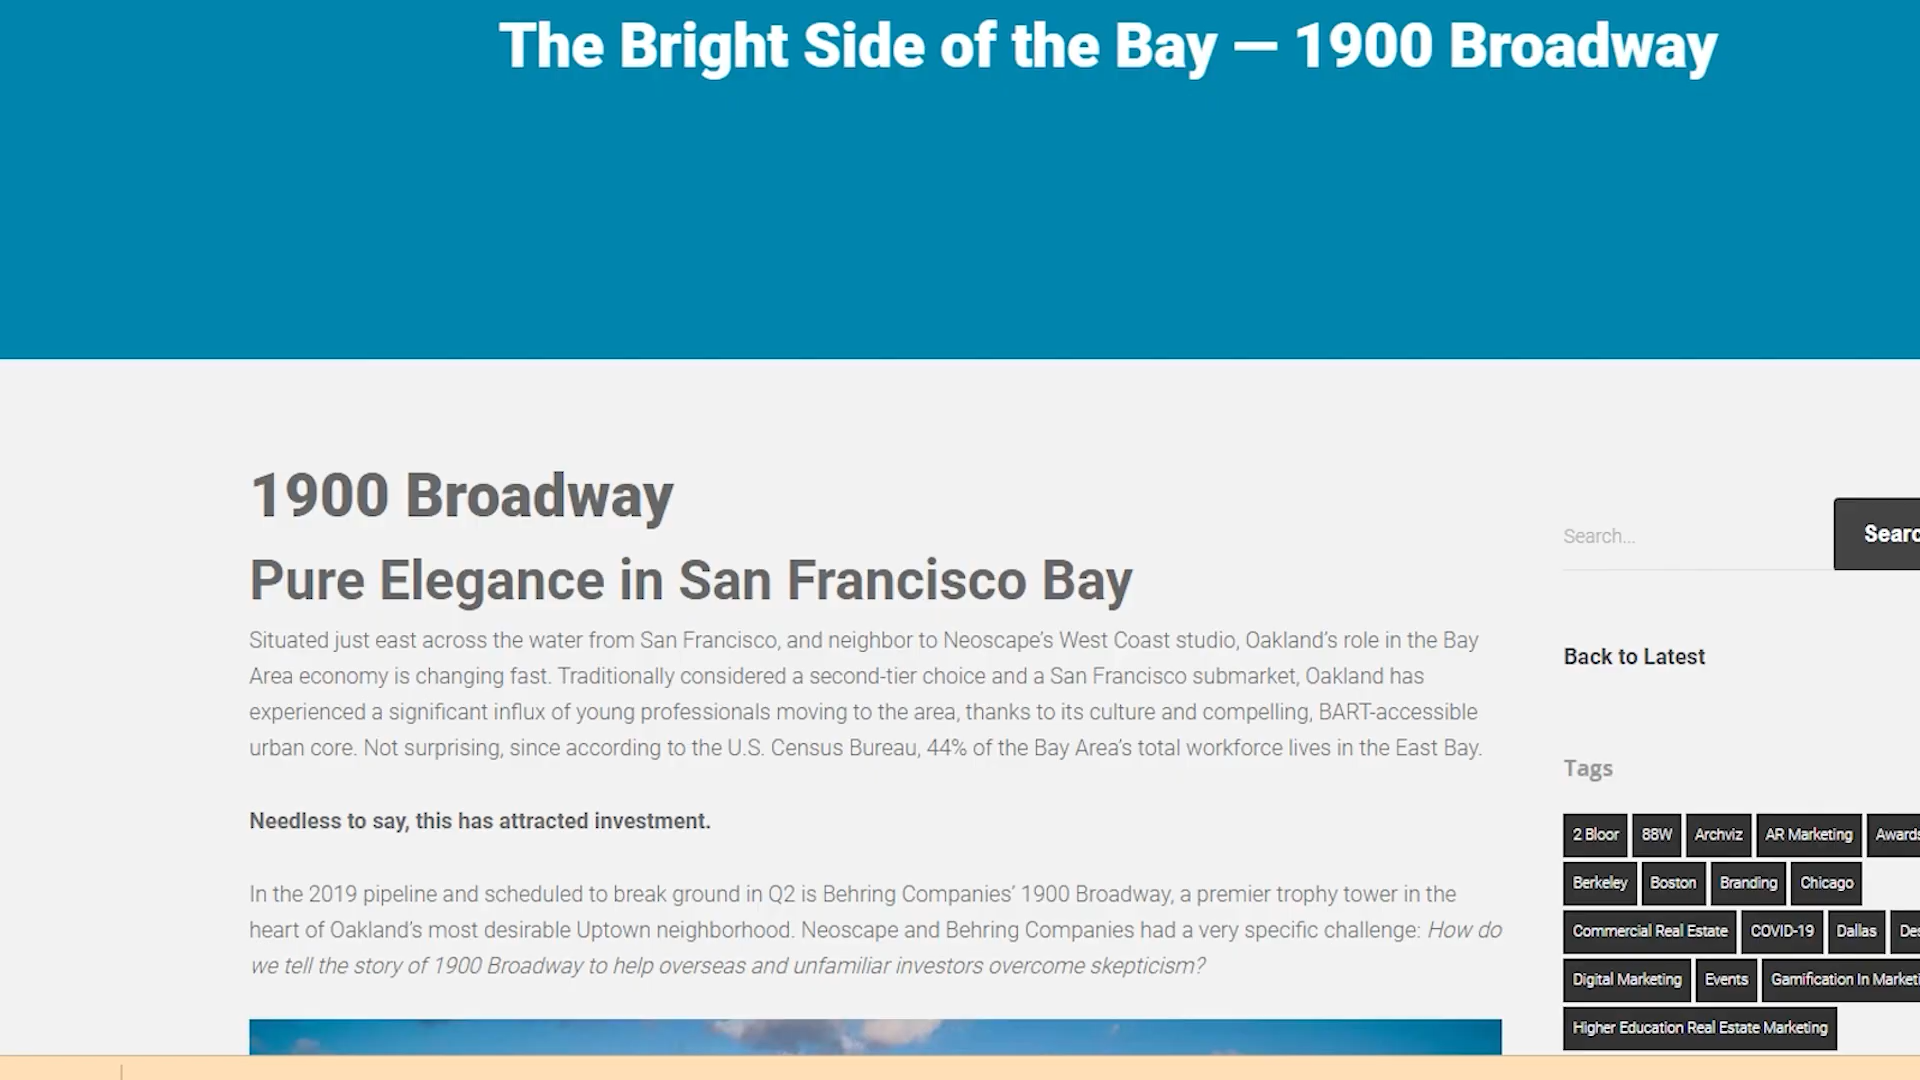 The Bright Side of the Bay — 1900 Broadway
1900 Broadway
Pure Elegance in San Francisco Bay
Situated just east across the water from San Francisco, and neighbor to Neoscape’s West Coast studio, Oakland’s role in the Bay
Area economy is changing fast. Traditionally considered a second-tier choice and a San Francisco submarket, Oakland has
experienced a significant influx of young professionals moving to the area, thanks to its culture and compelling, BART-accessible
urban core. Not surprising, since according to the U.S. Census Bureau, 44% of the Bay Area’s total workforce lives in the East Bay.
Needless to say, this has attracted investment.
In the 2019 pipeline and scheduled to break ground in Q2 is Behring Companies’ 1900 Broadway, a premier trophy tower in the
heart of Oakland’s most desirable Uptown neighborhood. Neoscape and Behring Companies had a very specific challenge: How do
we tell the story of 1900 Broadway to help overseas and unfamiliar investors overcome skepticism?
Search... Searc
Back to Latest
Tags
2 Bloor 88W Archviz AR Marketing Awards
Berkeley Boston Branding Chicago
Commercial Real Estate COVID-19 Dallas Des
Digital Marketing Events Gamification In Marketi
Higher Education Real Estate Marketing